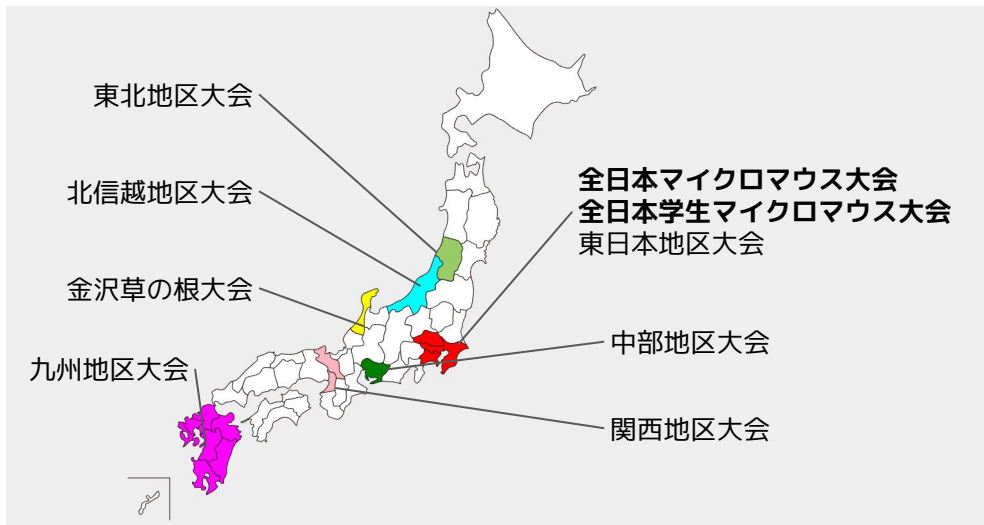 東北地区大会
北信越地区大会
金沢草の根大会
九州地区大会
全日本マイクロマウス大会
全日本学生マイクロマウス大会
東日本地区大会
中部地区大会
関西地区大会